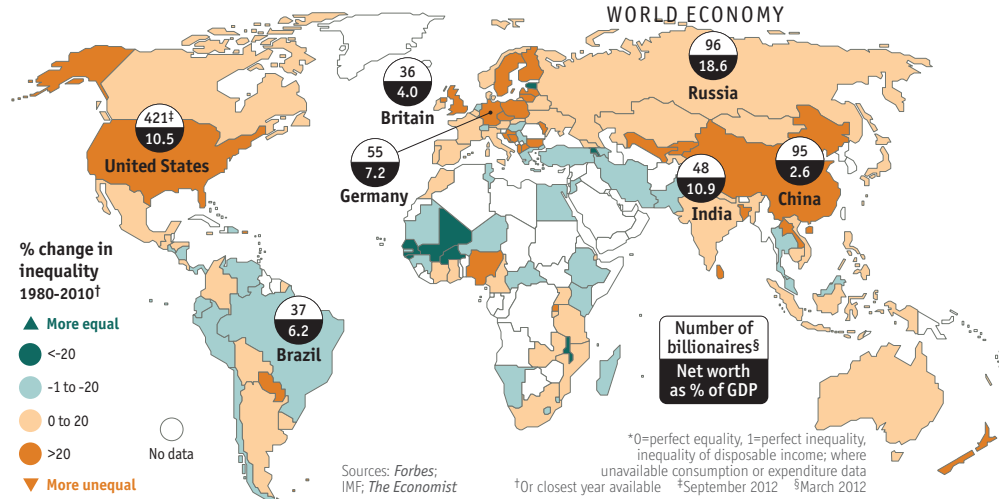 WORLD ECONOMY
96
18.6
Russia
36
4.0
Britain
421‡
10.5
United States
55
7.2
Germany
95
2.6
China
48
10.9
India
% change in
inequality
1980-2010†
▲ More equal
<-20
-1 to -20
0 to 20
>20
▼ More unequal
No data
37
6.2
Brazil
Number of
billionaires§
Net worth
as % of GDP
Sources: Forbes;
IMF; The Economist
*0=perfect equality, 1=perfect inequality,
inequality of disposable income; where
unavailable consumption or expenditure data
†Or closest year available ‡September 2012 §March 2012